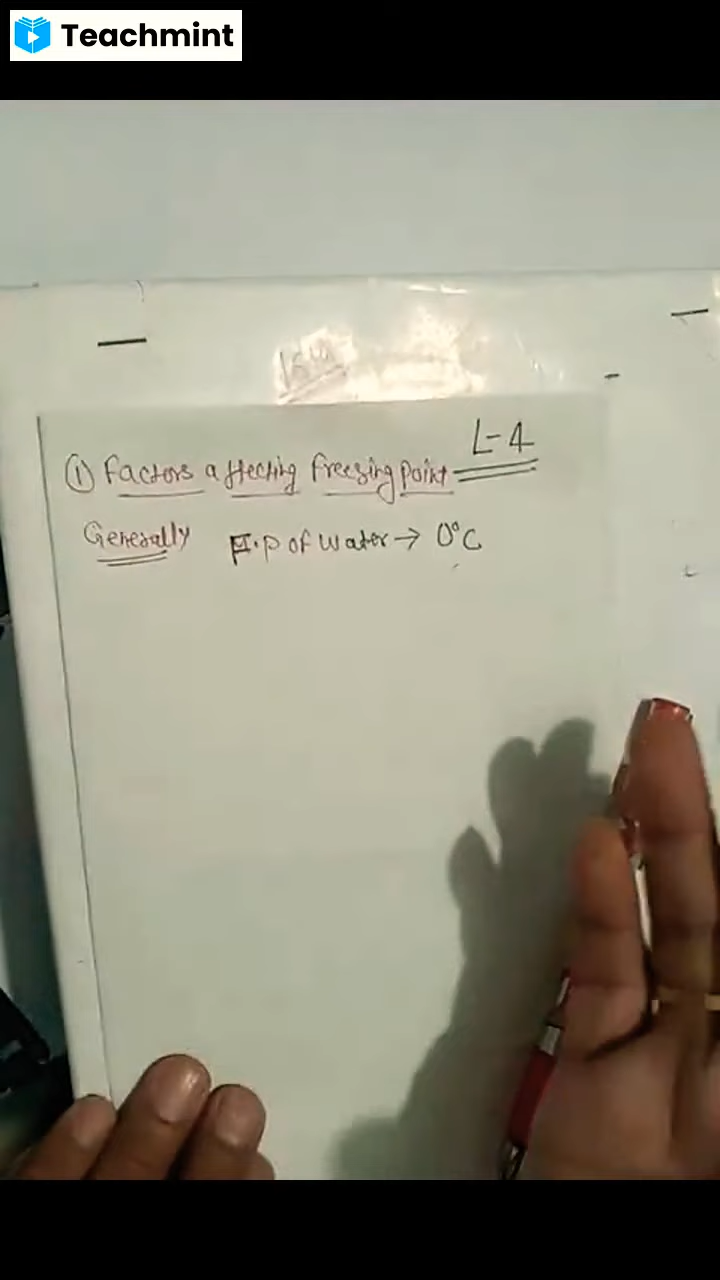 Teachmint
L-4
① Factors affecting freezing point
Generally F.p of water → 0°C